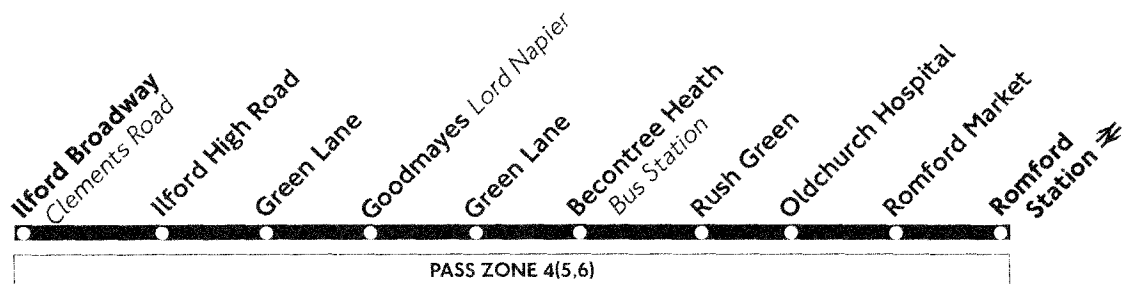 Ilford Broadway
Clements Road
Ilford High Road
Green Lane
Goodmayes Lord Napier
Green Lane
Becontree Heath
Bus Station
Rush Green
Oldchurch Hospital
Romford Market
Romford
Station
PASS ZONE 4(5,6)